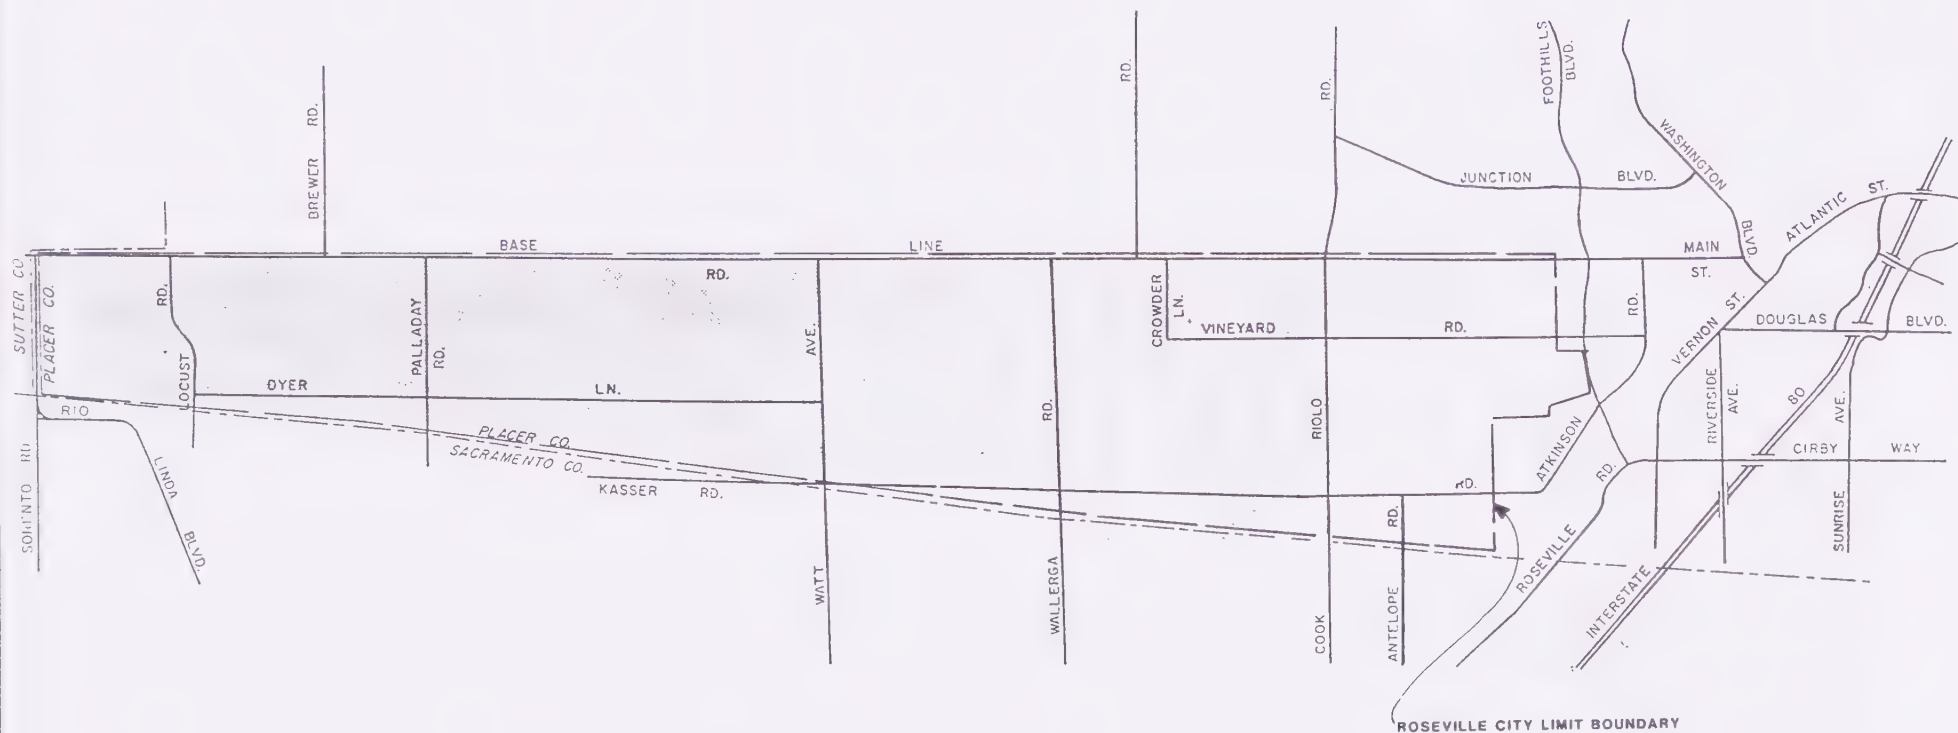 FOOTHILLS
BLVD.
BREWER RD.
RD.
RD.
WASHINGTON
BLVD.
JUNCTION BLVD.
ATLANTIC ST.
BASE LINE
RD.
MAIN
ST.
SUTTER CO
PLACER CO.
RD.
LOCUST
PALLADAY
RD.
AVE.
WATT
RD.
WALLERGA
CROWDER
LN.
VINEYARD RD.
RD.
ATKINSON
VERNON ST.
DOUGLAS BLVD.
DYER LN.
RIO
LINDA
BLVD.
PLACER CO.
SACRAMENTO CO.
KASSER RD.
RD.
RIOLO
COOK
RD.
ANTELOPE
RIVERSIDE
AVE.
80
INTERSTATE
AVE.
SUNRISE
CIRBY WAY
RD.
ROSEVILLE
RD
ROSEVILLE CITY LIMIT BOUNDARY